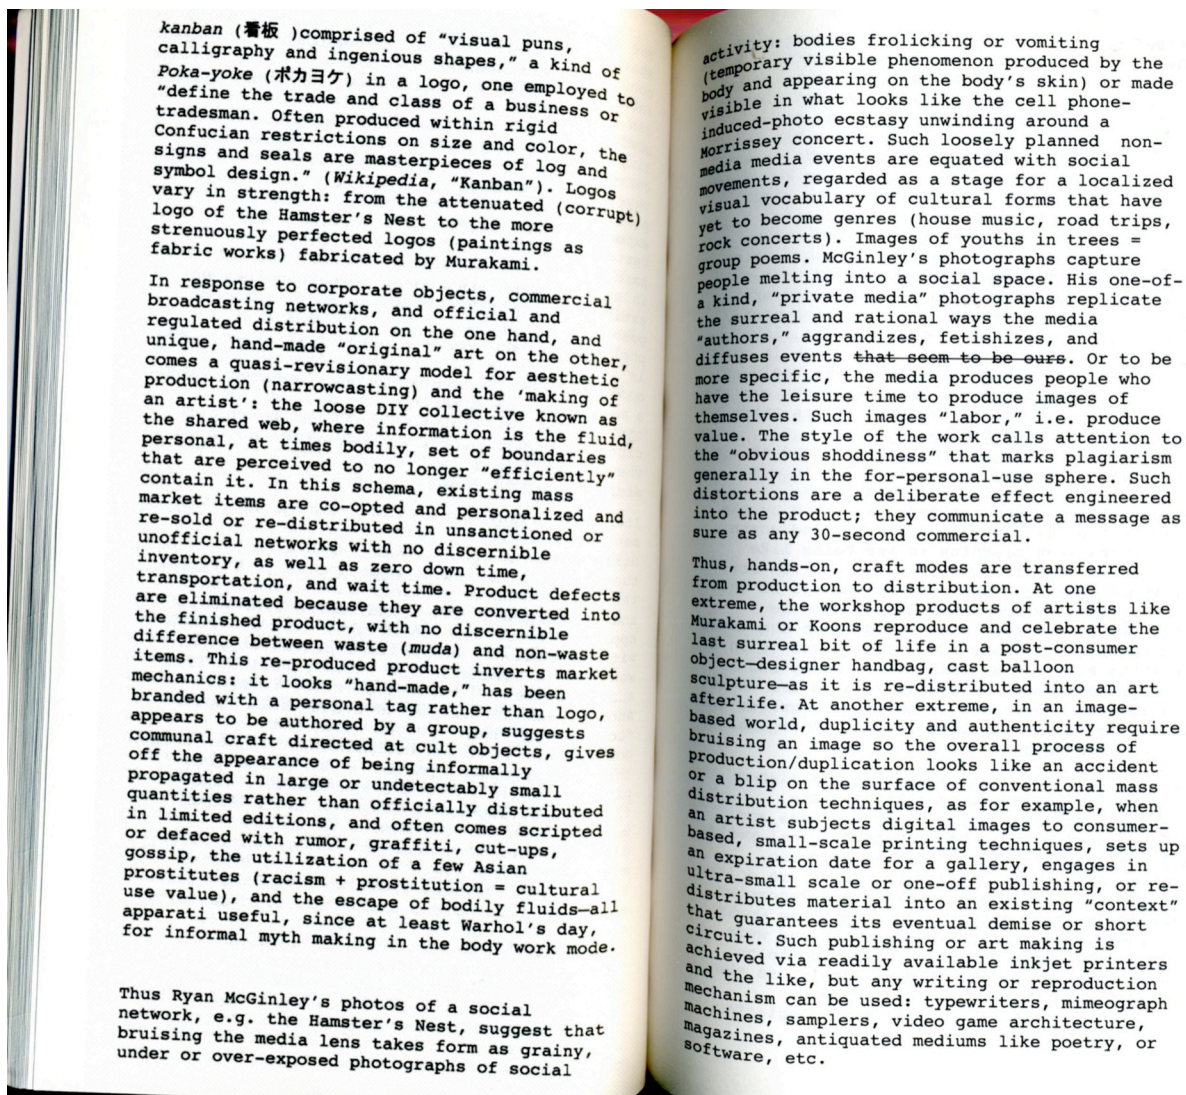 kanban (看板 )comprised of “visual puns,
calligraphy and ingenious shapes,” a kind of
Poka-yoke (ポカヨケ) in a logo, one employed to
“define the trade and class of a business or
tradesman. Often produced within rigid
Confucian restrictions on size and color, the
signs and seals are masterpieces of log and
symbol design.” (Wikipedia, “Kanban”). Logos
vary in strength: from the attenuated (corrupt)
logo of the Hamster’s Nest to the more
strenuously perfected logos (paintings as
fabric works) fabricated by Murakami.
In response to corporate objects, commercial
broadcasting networks, and official and
regulated distribution on the one hand, and
unique, hand-made “original” art on the other,
comes a quasi-revisionary model for aesthetic
production (narrowcasting) and the ‘making of
an artist’: the loose DIY collective known as
the shared web, where information is the fluid,
personal, at times bodily, set of boundaries
that are perceived to no longer “efficiently”
contain it. In this schema, existing mass
market items are co-opted and personalized and
re-sold or re-distributed in unsanctioned or
unofficial networks with no discernible
inventory, as well as zero down time,
transportation, and wait time. Product defects
are eliminated because they are converted into
the finished product, with no discernible
difference between waste (muda) and non-waste
items. This re-produced product inverts market
mechanics: it looks “hand-made,” has been
branded with a personal tag rather than logo,
appears to be authored by a group, suggests
communal craft directed at cult objects, gives
off the appearance of being informally
propagated in large or undetectably small
quantities rather than officially distributed
in limited editions, and often comes scripted
or defaced with rumor, graffiti, cut-ups,
gossip, the utilization of a few Asian
prostitutes (racism + prostitution = cultural
use value), and the escape of bodily fluids—all
apparati useful, since at least Warhol’s day,
for informal myth making in the body work mode.
Thus Ryan McGinley’s photos of a social
network, e.g. the Hamster’s Nest, suggest that
bruising the media lens takes form as grainy,
under or over-exposed photographs of social
activity: bodies frolicking or vomiting
(temporary visible phenomenon produced by the
body and appearing on the body’s skin) or made
visible in what looks like the cell phone-
induced-photo ecstasy unwinding around a
Morrissey concert. Such loosely planned non-
media media events are equated with social
movements, regarded as a stage for a localized
visual vocabulary of cultural forms that have
yet to become genres (house music, road trips,
rock concerts). Images of youths in trees =
group poems. McGinley’s photographs capture
people melting into a social space. His one-of-
a kind, “private media” photographs replicate
the surreal and rational ways the media
“authors,” aggrandizes, fetishizes, and
diffuses events that seem to be ours. Or to be
more specific, the media produces people who
have the leisure time to produce images of
themselves. Such images “labor,” i.e. produce
value. The style of the work calls attention to
the “obvious shoddiness” that marks plagiarism
generally in the for-personal-use sphere. Such
distortions are a deliberate effect engineered
into the product; they communicate a message as
sure as any 30-second commercial.
Thus, hands-on, craft modes are transferred
from production to distribution. At one
extreme, the workshop products of artists like
Murakami or Koons reproduce and celebrate the
last surreal bit of life in a post-consumer
object—designer handbag, cast balloon
sculpture—as it is re-distributed into an art
afterlife. At another extreme, in an image-
based world, duplicity and authenticity require
bruising an image so the overall process of
production/duplication looks like an accident
or a blip on the surface of conventional mass
distribution techniques, as for example, when
an artist subjects digital images to consumer-
based, small-scale printing techniques, sets up
an expiration date for a gallery, engages in
ultra-small scale or one-off publishing, or re-
distributes material into an existing “context”
that guarantees its eventual demise or short
circuit. Such publishing or art making is
achieved via readily available inkjet printers
and the like, but any writing or reproduction
mechanism can be used: typewriters, mimeograph
machines, samplers, video game architecture,
magazines, antiquated mediums like poetry, or
software, etc.